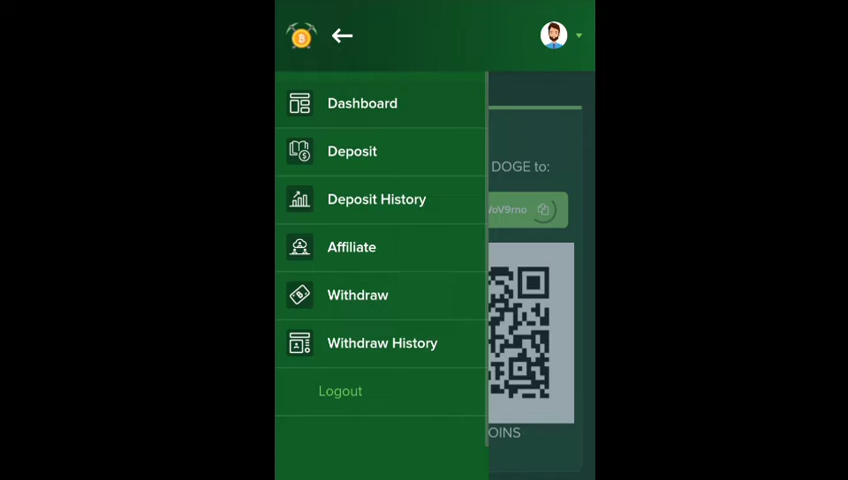 Dashboard
DOGE to:
Deposit
Deposit History
Affiliate
Withdraw
Withdraw History
Logout
OINS